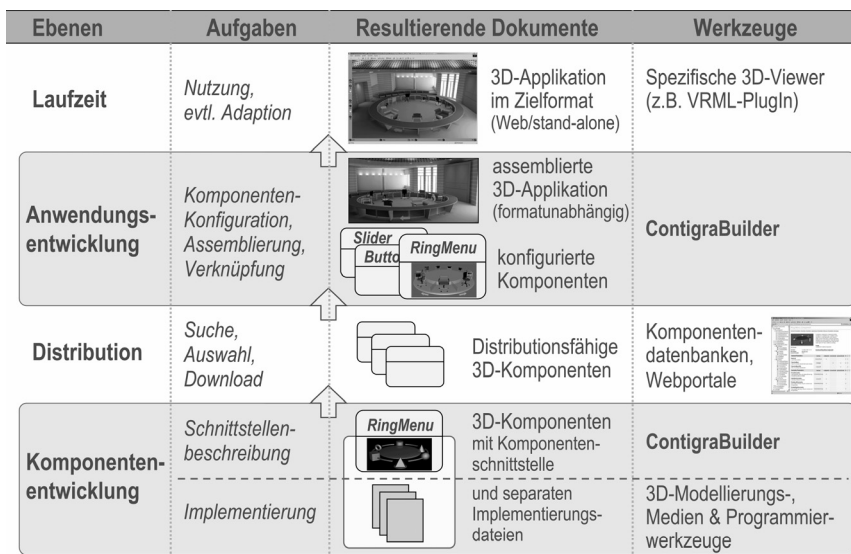 Ebenen
Aufgaben
Resultierende Dokumente
Werkzeuge
Laufzeit
Nutzung,
evtl. Adaption
3D-Applikation
im Zielformat
(Web/stand-alone)
Spezifische 3D-Viewer
(z.B. VRML-PlugIn)
Anwendungs-
entwicklung
Komponenten-
Konfiguration,
Assemblierung,
Verknüpfung
assemblierte
3D-Applikation
(formatunabhängig)
Slider
Butto
RingMenu
konfigurierte
Komponenten
ContigraBuilder
Distribution
Suche,
Auswahl,
Download
Distributionsfähige
3D-Komponenten
Komponenten-
datenbanken,
Webportale
Komponenten-
entwicklung
Schnittstellen-
beschreibung
RingMenu
3D-Komponenten
mit Komponenten-
schnittstelle
ContigraBuilder
Implementierung
und separaten
Implementierungs-
dateien
3D-Modellierungs-,
Medien & Programmier-
werkzeuge